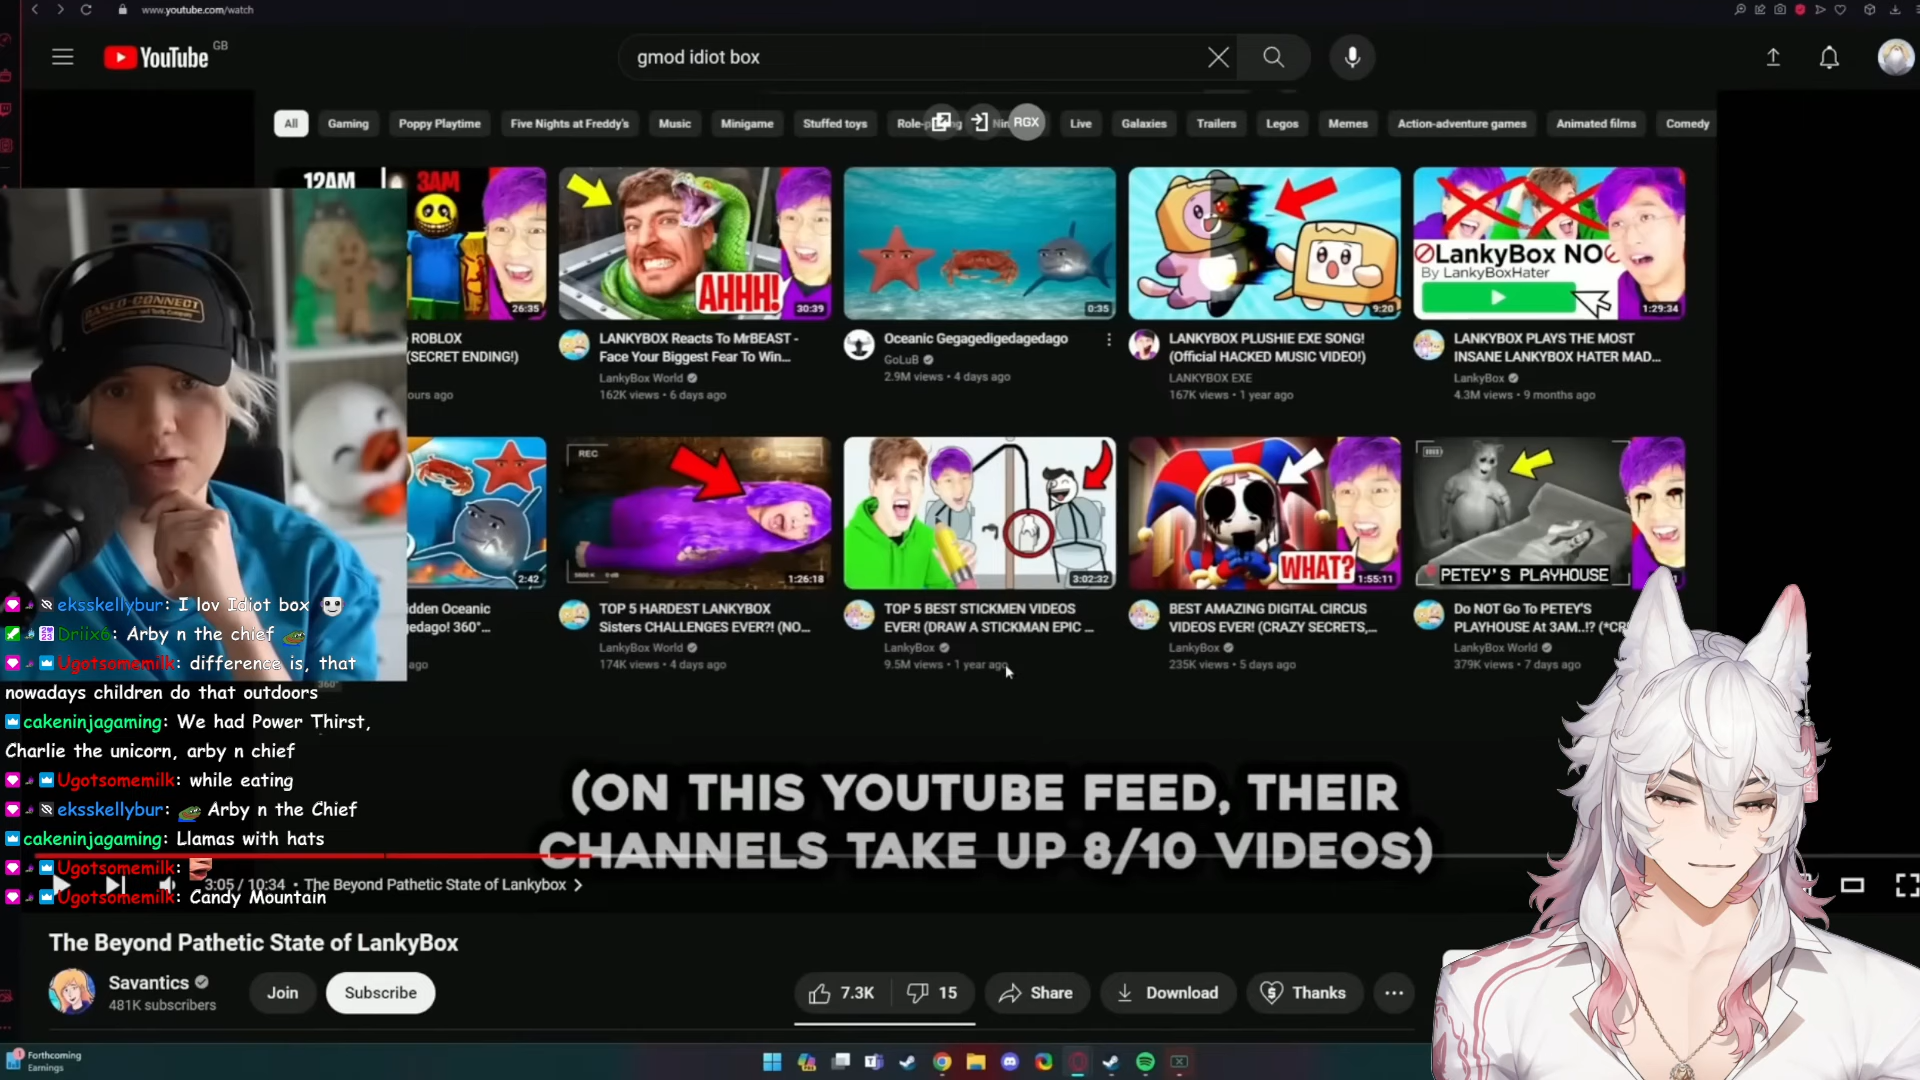 www.youtube.com/watch
YouTube GB
gmod idiot box
All
Gaming
Poppy Playtime
Five Nights at Freddy's
Music
Minigame
Stuffed toys
RGX
Live
Galaxies
Trailers
Legos
Memes
Action-adventure games
Animated films
Comedy
12AM
3AM
26:35
AHHH!
30:39
0:35
9:20
LankyBox NO
By LankyBoxHater
1:29:34
ROBLOX
(SECRET ENDING!)
ours ago
LANKYBOX Reacts To MrBEAST -
Face Your Biggest Fear To Win...
LankyBox World
162K views • 6 days ago
Oceanic Gegagedigedagedago
GoLuB
2.9M views • 4 days ago
LANKYBOX PLUSHIE EXE SONG!
(Official HACKED MUSIC VIDEO!)
LANKYBOX EXE
167K views • 1 year ago
LANKYBOX PLAYS THE MOST
INSANE LANKYBOX HATER MAD...
LankyBox
4.3M views • 9 months ago
BASED-CONNECT
2:42
REC
1:26:18
3:02:32
WHAT?
1:55:11
PETEY'S PLAYHOUSE
idden Oceanic
jedago! 360°...
ago
360°
TOP 5 HARDEST LANKYBOX
Sisters CHALLENGES EVER?! (NO...
LankyBox World
174K views • 4 days ago
TOP 5 BEST STICKMEN VIDEOS
EVER! (DRAW A STICKMAN EPIC ...
LankyBox
9.5M views • 1 year ago
BEST AMAZING DIGITAL CIRCUS
VIDEOS EVER! (CRAZY SECRETS,...
LankyBox
235K views • 5 days ago
Do NOT Go To PETEY'S
PLAYHOUSE At 3AM..!? (*CR
LankyBox World
379K views • 7 days ago
eksskellybur: I lov Idiot box
Driix6: Arby n the chief
Ugotsomemilk: difference is, that
nowadays children do that outdoors
cakeninjagaming: We had Power Thirst,
Charlie the unicorn, arby n chief
Ugotsomemilk: while eating
eksskellybur: Arby n the Chief
cakeninjagaming: Llamas with hats
Ugotsomemilk:
Ugotsomemilk: Candy Mountain
(ON THIS YOUTUBE FEED, THEIR
CHANNELS TAKE UP 8/10 VIDEOS)
3:05 / 10:34 • The Beyond Pathetic State of Lankybox
The Beyond Pathetic State of LankyBox
Savantics
481K subscribers
Join
Subscribe
7.3K
15
Share
Download
Thanks
1
Forthcoming
Earnings